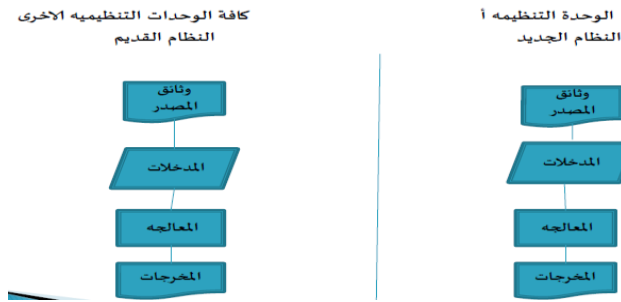 الوحدة التنظيمه أ
النظام الجديد
وثائق
المصدر
المدخلات
المعالجه
المخرجات
كافة الوحدات التنظيميه الاخرى
النظام القديم
وثائق
المصدر
المدخلات
المعالجه
المخرجات